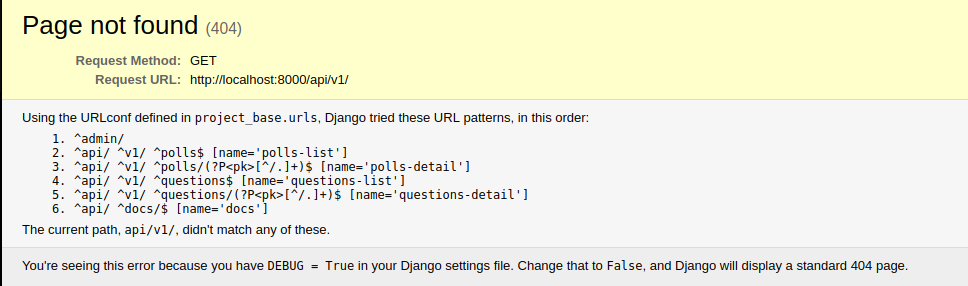 Page not found (404)
Request Method: GET
Request URL: http://localhost:8000/api/v1/
Using the URLconf defined in project_base.urls, Django tried these URL patterns, in this order:
1. ^admin/
2. ^api/ ^v1/ ^polls$ [name='polls-list']
3. ^api/ ^v1/ ^polls/(?P<pk>[^/.]+)$ [name='polls-detail']
4. ^api/ ^v1/ ^questions$ [name='questions-list']
5. ^api/ ^v1/ ^questions/(?P<pk>[^/.]+)$ [name='questions-detail']
6. ^api/ ^docs/$ [name='docs']
The current path, api/v1/, didn't match any of these.
You're seeing this error because you have DEBUG = True in your Django settings file. Change that to False, and Django will display a standard 404 page.